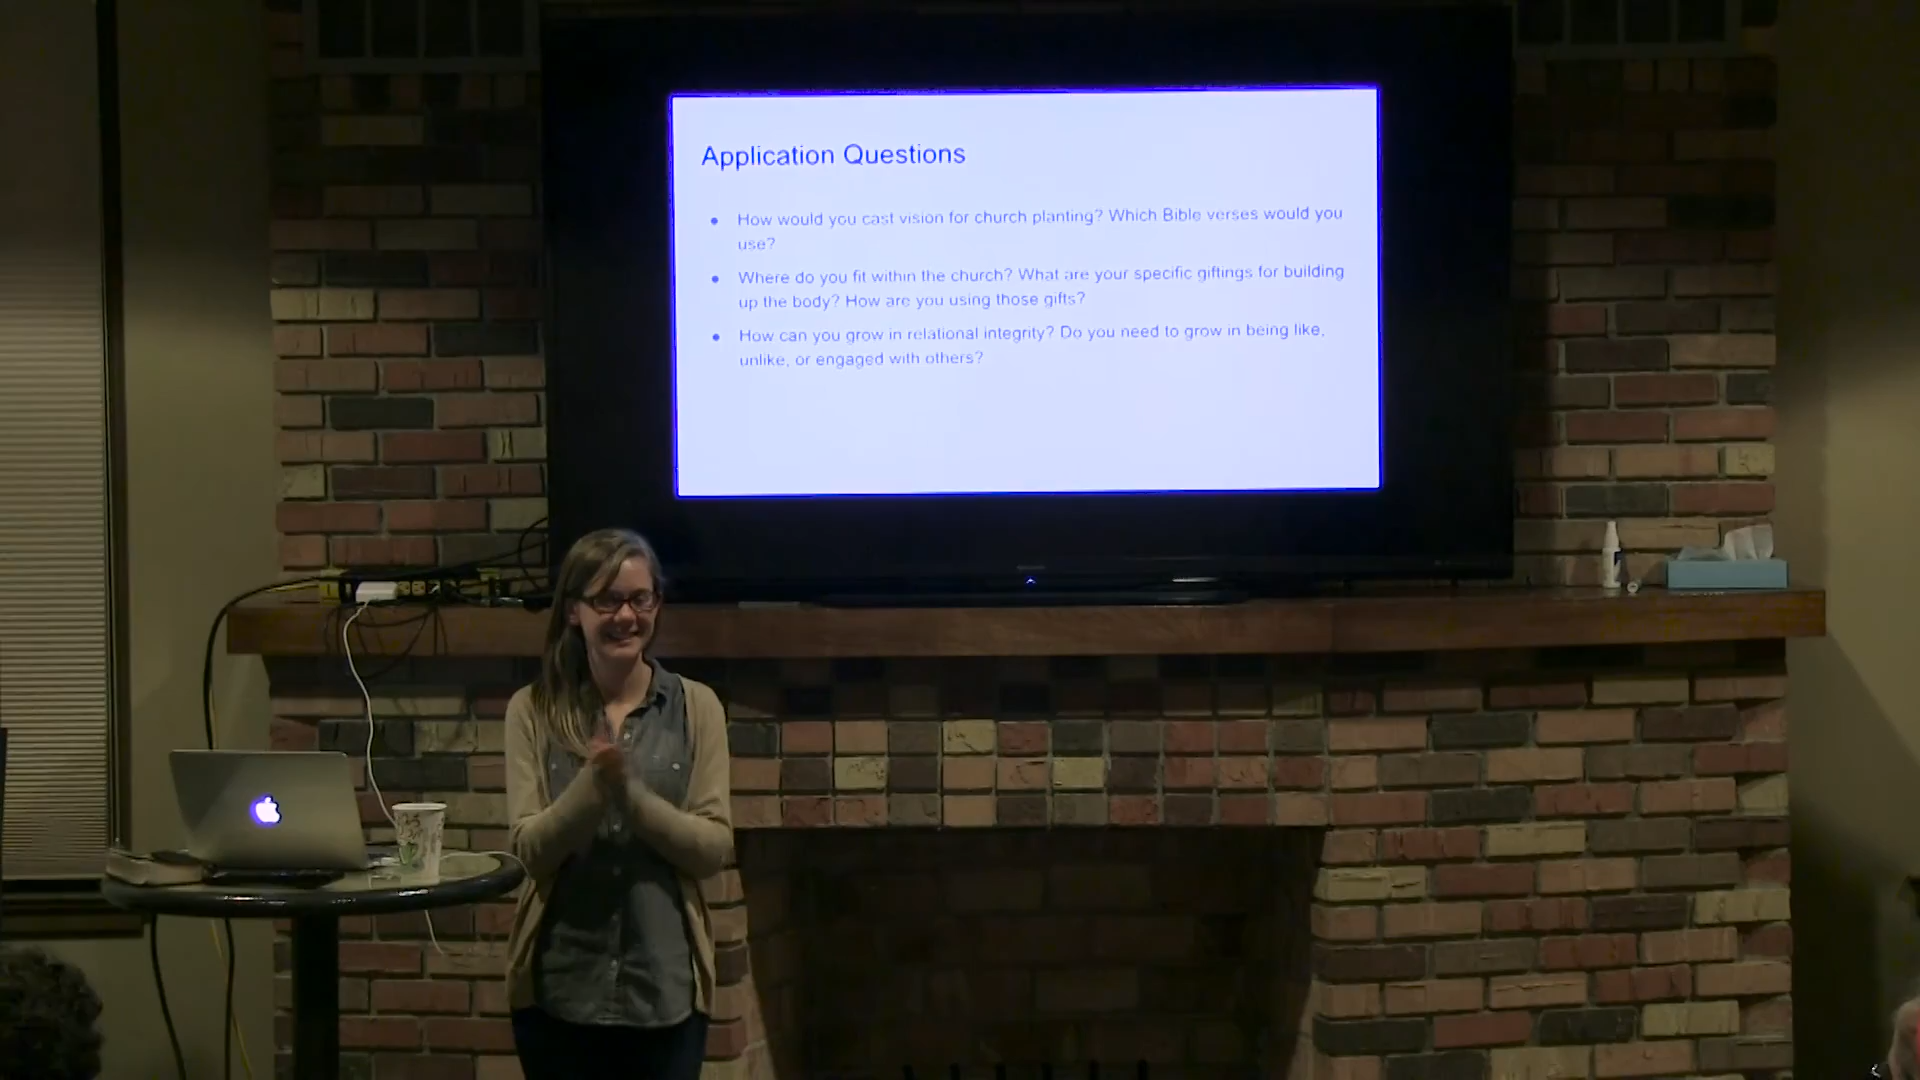 Application Questions
● How would you cast vision for church planting? Which Bible verses would you
use?
● Where do you fit within the church? What are your specific giftings for building
up the body? How are you using those gifts?
● How can you grow in relational integrity? Do you need to grow in being like,
unlike, or engaged with others?